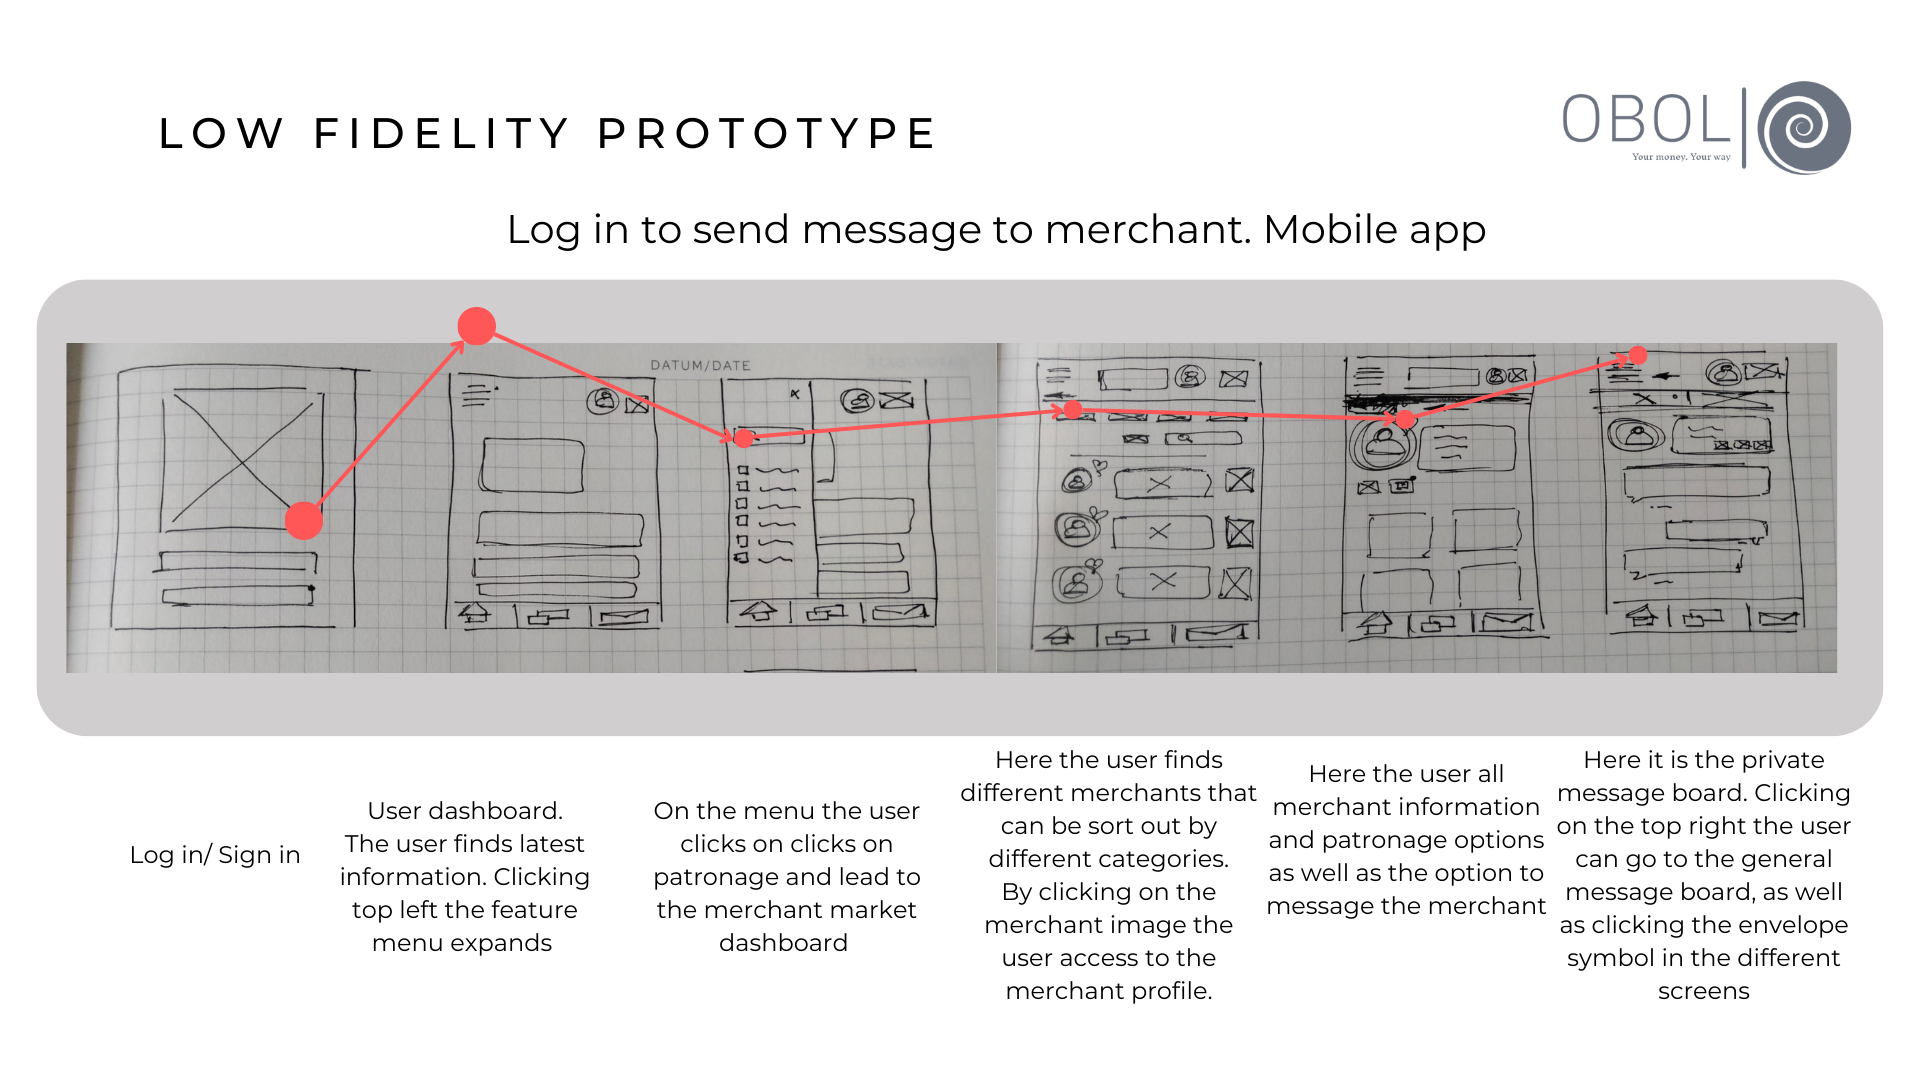 LOW FIDELITY PROTOTYPE
OBOL
Your money. Your way
Log in to send message to merchant. Mobile app
DATUM/DATE
Log in/ Sign in
User dashboard.
The user finds latest
information. Clicking
top left the feature
menu expands
On the menu the user
clicks on clicks on
patronage and lead to
the merchant market
dashboard
Here the user finds
different merchants that
can be sort out by
different categories.
By clicking on the
merchant image the
user access to the
merchant profile.
Here the user all
merchant information
and patronage options
as well as the option to
message the merchant
Here it is the private
message board. Clicking
on the top right the user
can go to the general
message board, as well
as clicking the envelope
symbol in the different
screens